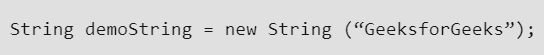 String demoString = new String (“GeeksforGeeks”);